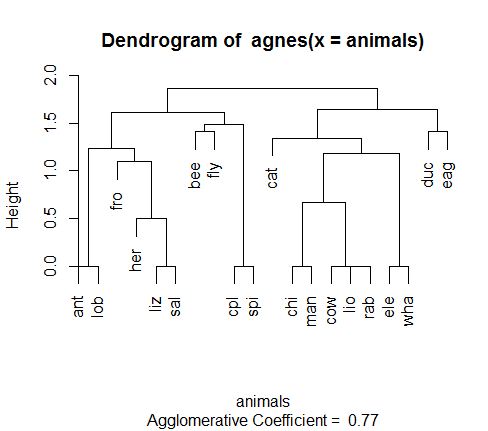 Dendrogram of agnes(x = animals)
2.0
1.5
1.0
0.5
0.0
Height
ant
lob
fro
her
liz
sal
bee
fly
cpl
spi
cat
chi
man
cow
lio
rab
ele
wha
duc
eag
animals
Agglomerative Coefficient = 0.77